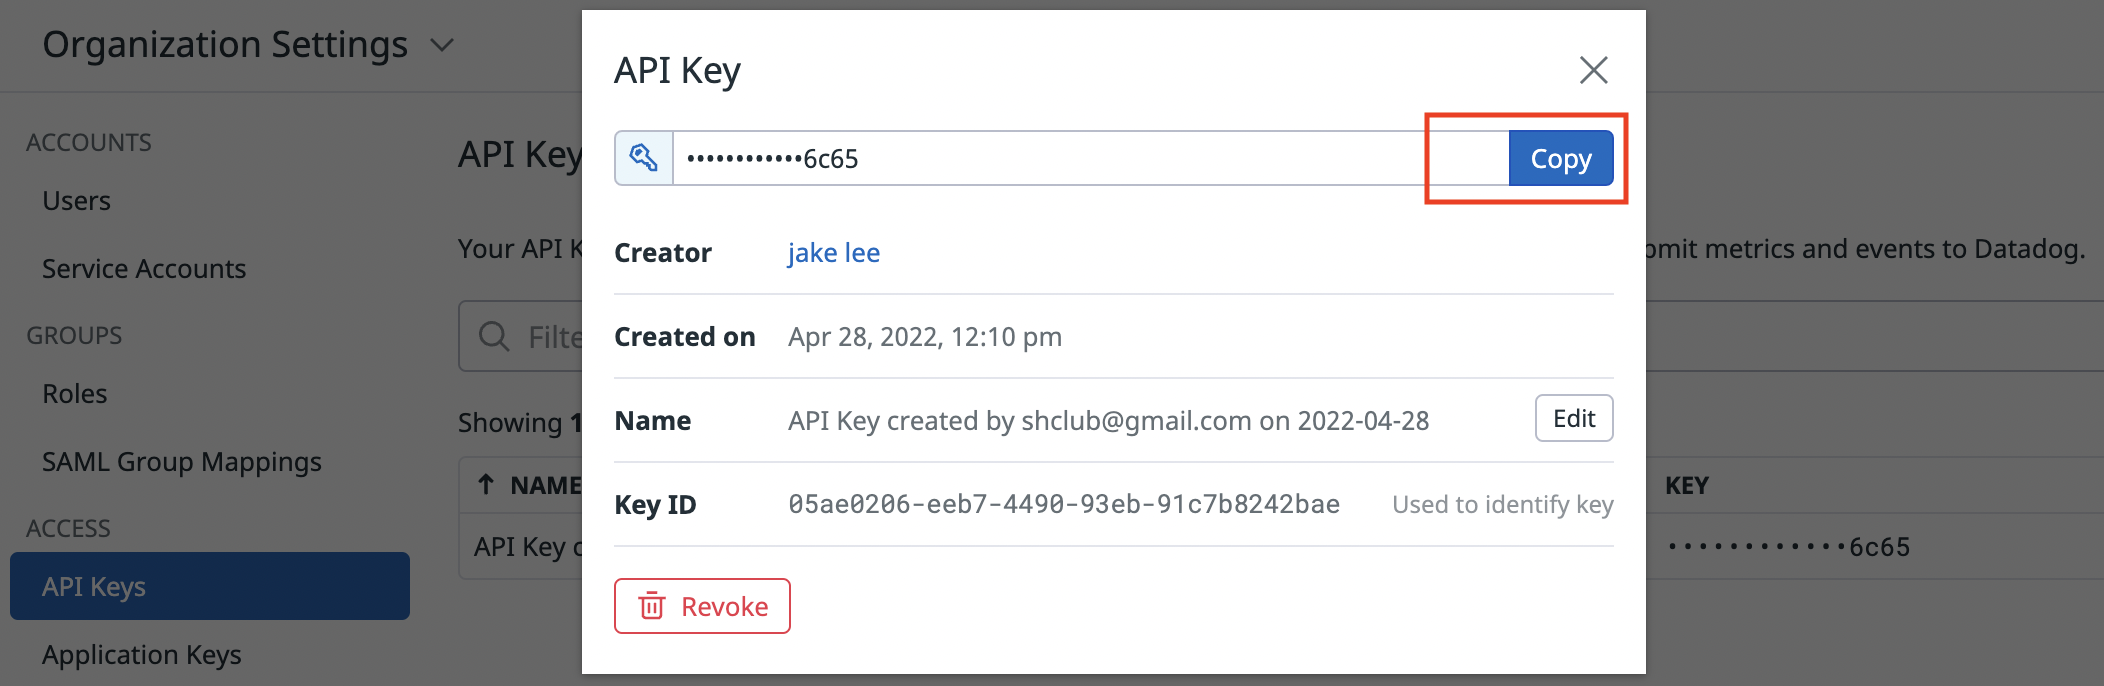 Organization Settings
ACCOUNTS
Users
Service Accounts
GROUPS
Roles
SAML Group Mappings
ACCESS
API Keys
Application Keys
API Key
Your API K
Filte
Showing 1
↑ NAME
API Key c
API Key
••••••••••••6c65
Copy
Creator jake lee
Created on Apr 28, 2022, 12:10 pm
Name API Key created by shclub@gmail.com on 2022-04-28 Edit
Key ID 05ae0206-eeb7-4490-93eb-91c7b8242bae Used to identify key
Revoke
bmit metrics and events to Datadog.
KEY
••••••••••••6c65